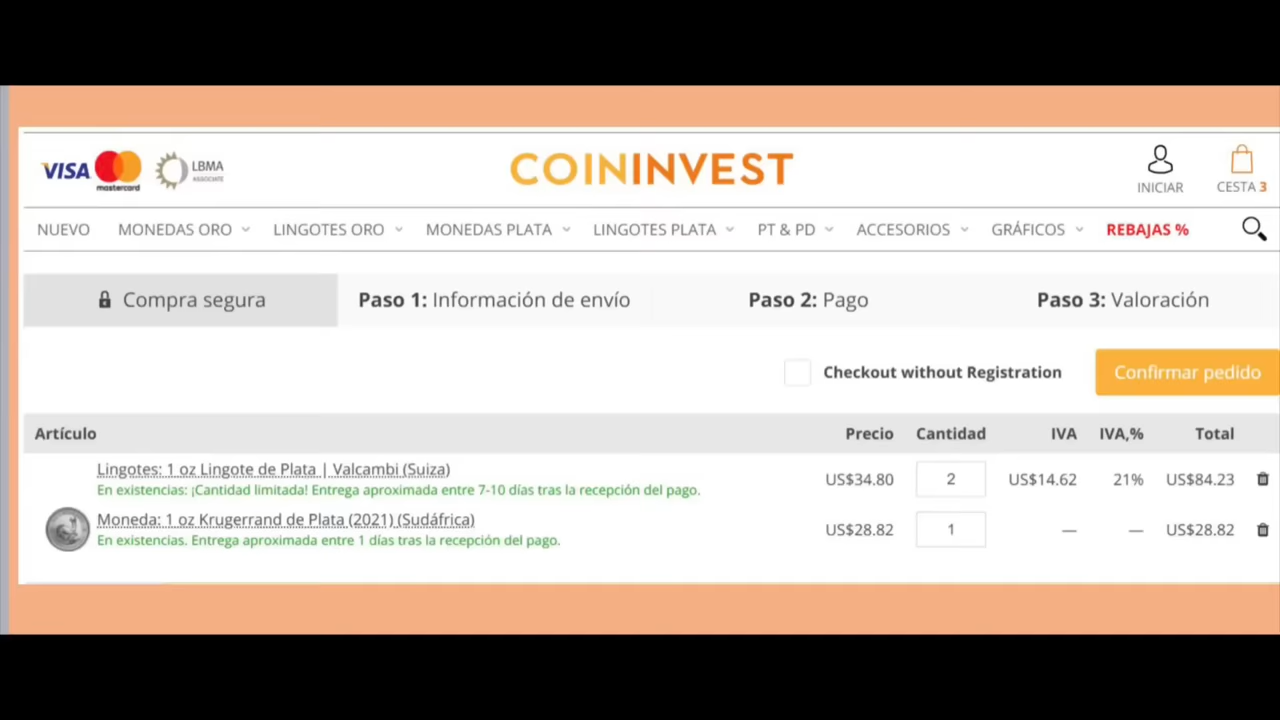 VISA mastercard LBMA ASSOCIATE COININVEST INICIAR CESTA 3
NUEVO MONEDAS ORO LINGOTES ORO MONEDAS PLATA LINGOTES PLATA PT & PD ACCESORIOS GRÁFICOS REBAJAS %
Compra segura Paso 1: Información de envío Paso 2: Pago Paso 3: Valoración
Checkout without Registration Confirmar pedido
Artículo Precio Cantidad IVA IVA,% Total
Lingotes: 1 oz Lingote de Plata | Valcambi (Suiza) US$34.80 2 US$14.62 21% US$84.23
En existencias: ¡Cantidad limitada! Entrega aproximada entre 7-10 días tras la recepción del pago.
Moneda: 1 oz Krugerrand de Plata (2021) (Sudáfrica) US$28.82 1 — — US$28.82
En existencias. Entrega aproximada entre 1 días tras la recepción del pago.